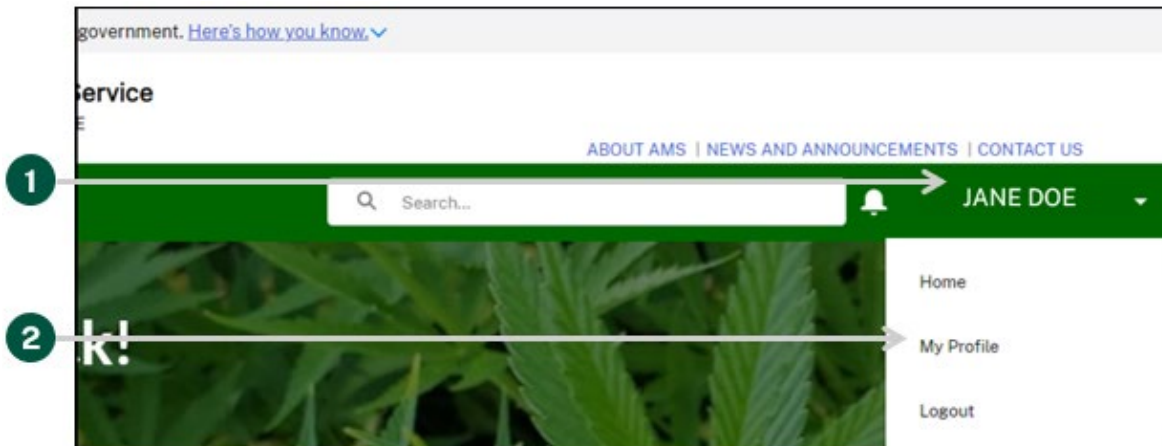 government. Here's how you know.
Service
E
ABOUT AMS | NEWS AND ANNOUNCEMENTS | CONTACT US
1
Search...
JANE DOE
Home
2
k!
My Profile
Logout